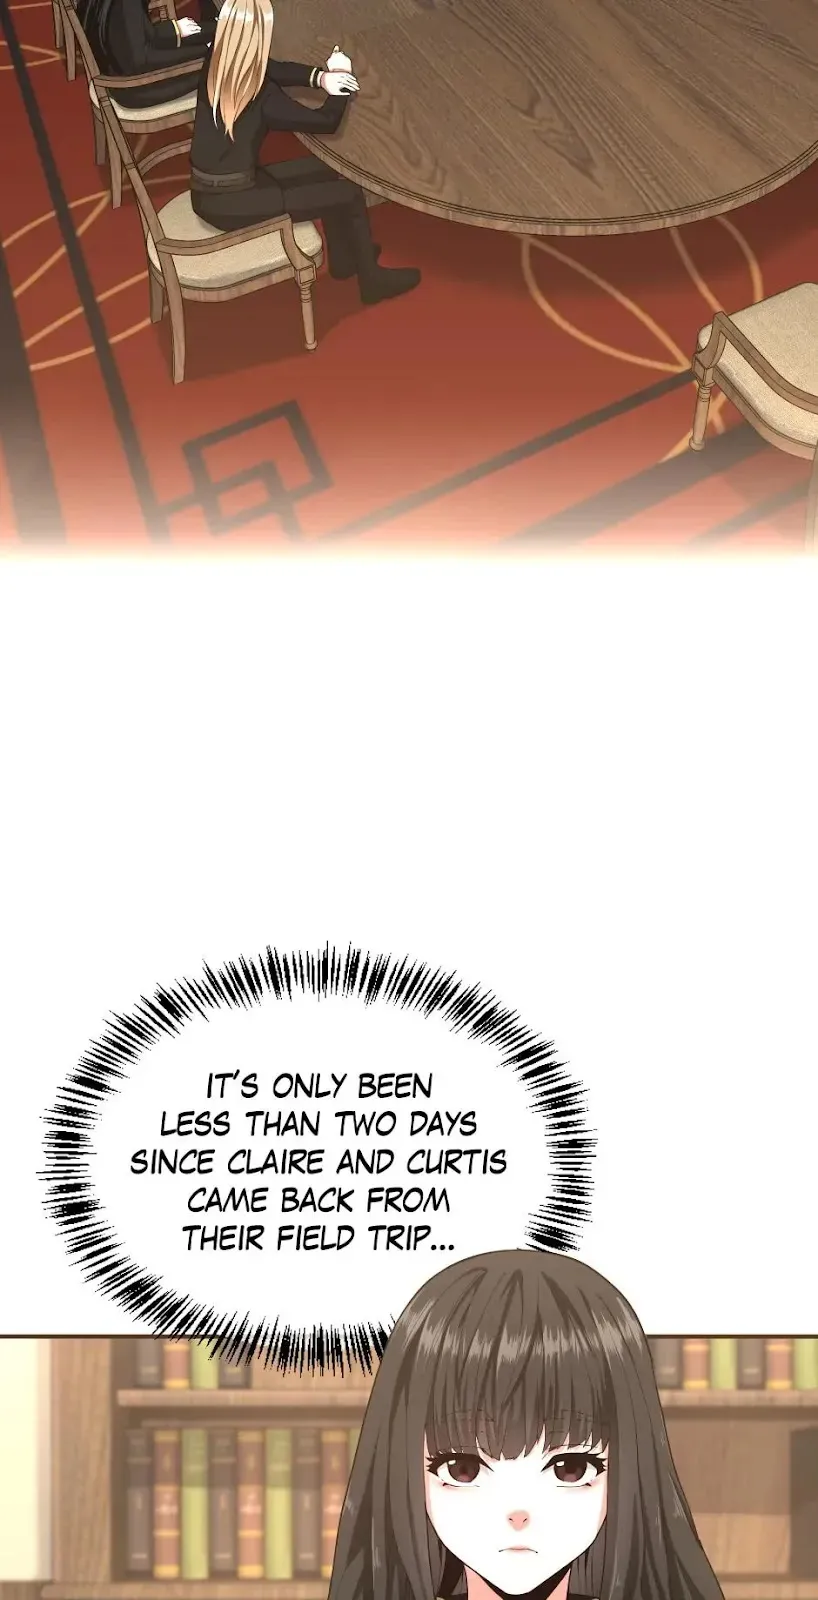 IT'S ONLY BEEN
LESS THAN TWO DAYS
SINCE CLAIRE AND CURTIS
CAME BACK FROM
THEIR FIELD TRIP...